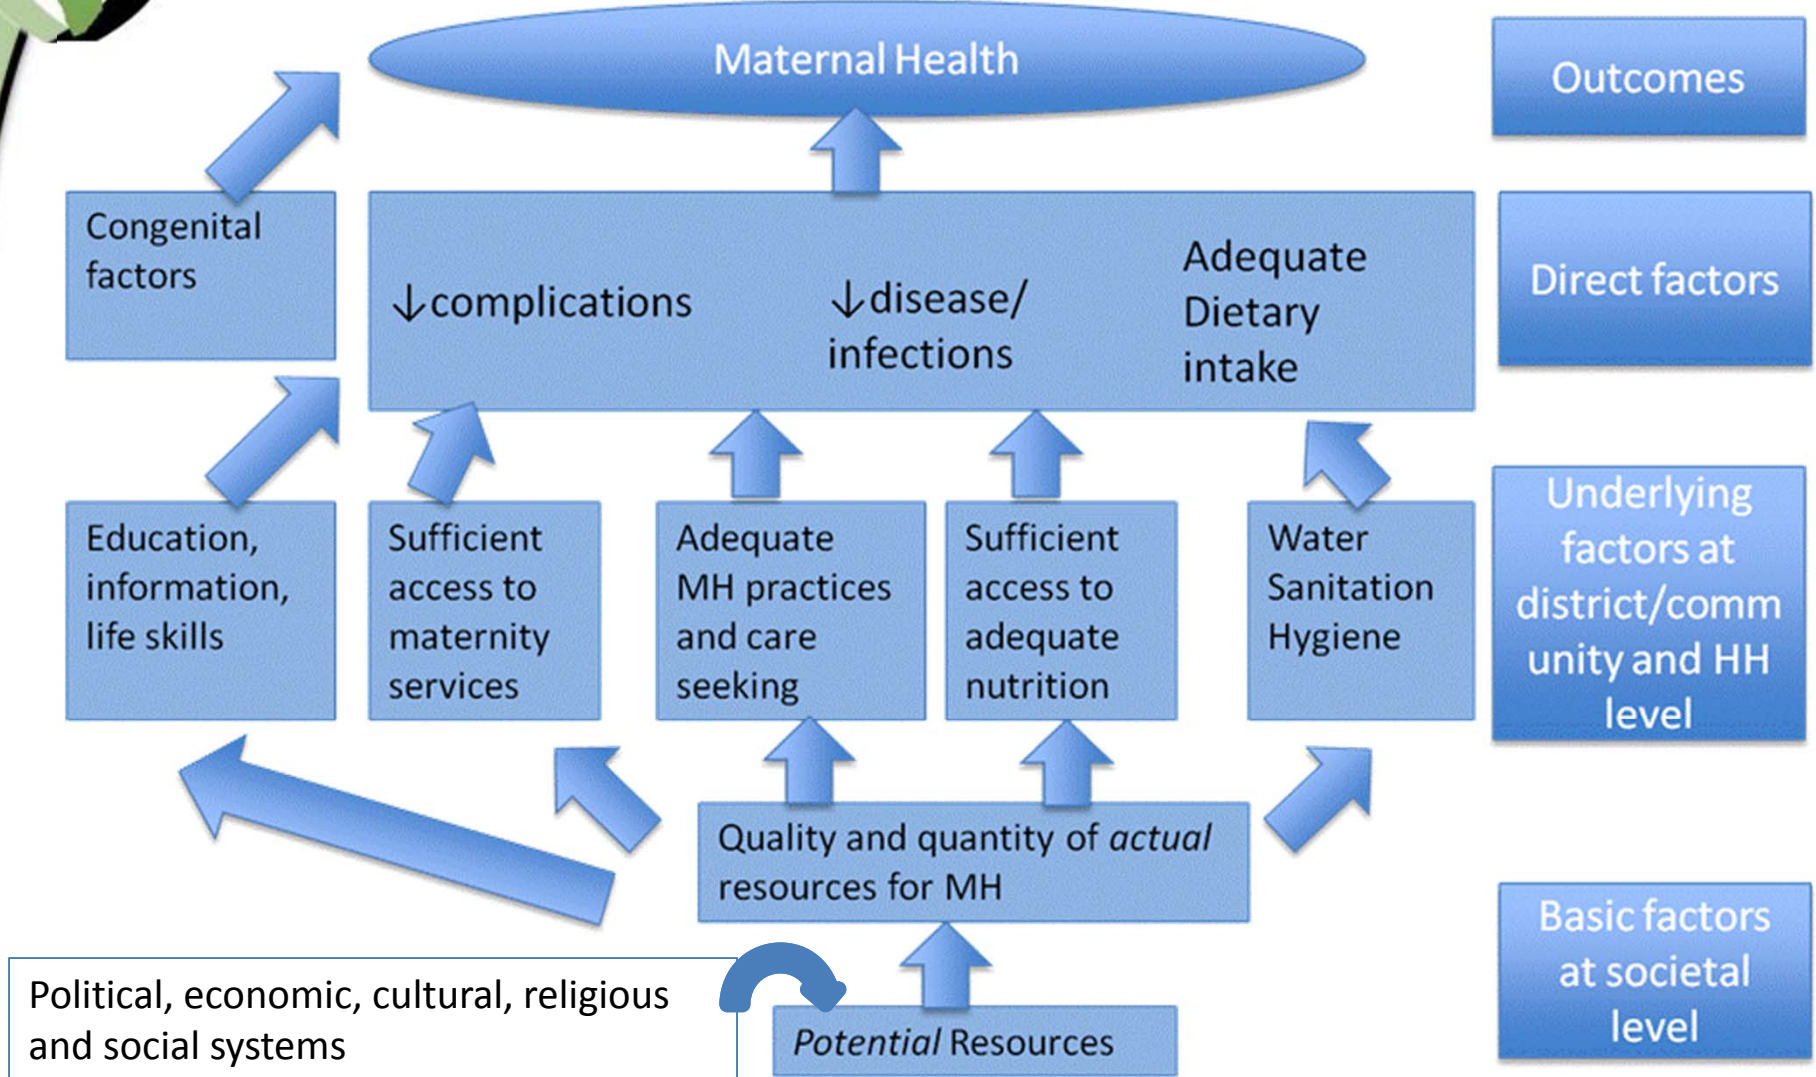 Maternal Health
Outcomes
Congenital
factors
↓complications
↓disease/
infections
Adequate
Dietary
intake
Direct factors
Education,
information,
life skills
Sufficient
access to
maternity
services
Adequate
MH practices
and care
seeking
Sufficient
access to
adequate
nutrition
Water
Sanitation
Hygiene
Underlying
factors at
district/comm
unity and HH
level
Quality and quantity of actual
resources for MH
Political, economic, cultural, religious
and social systems
Potential Resources
Basic factors
at societal
level